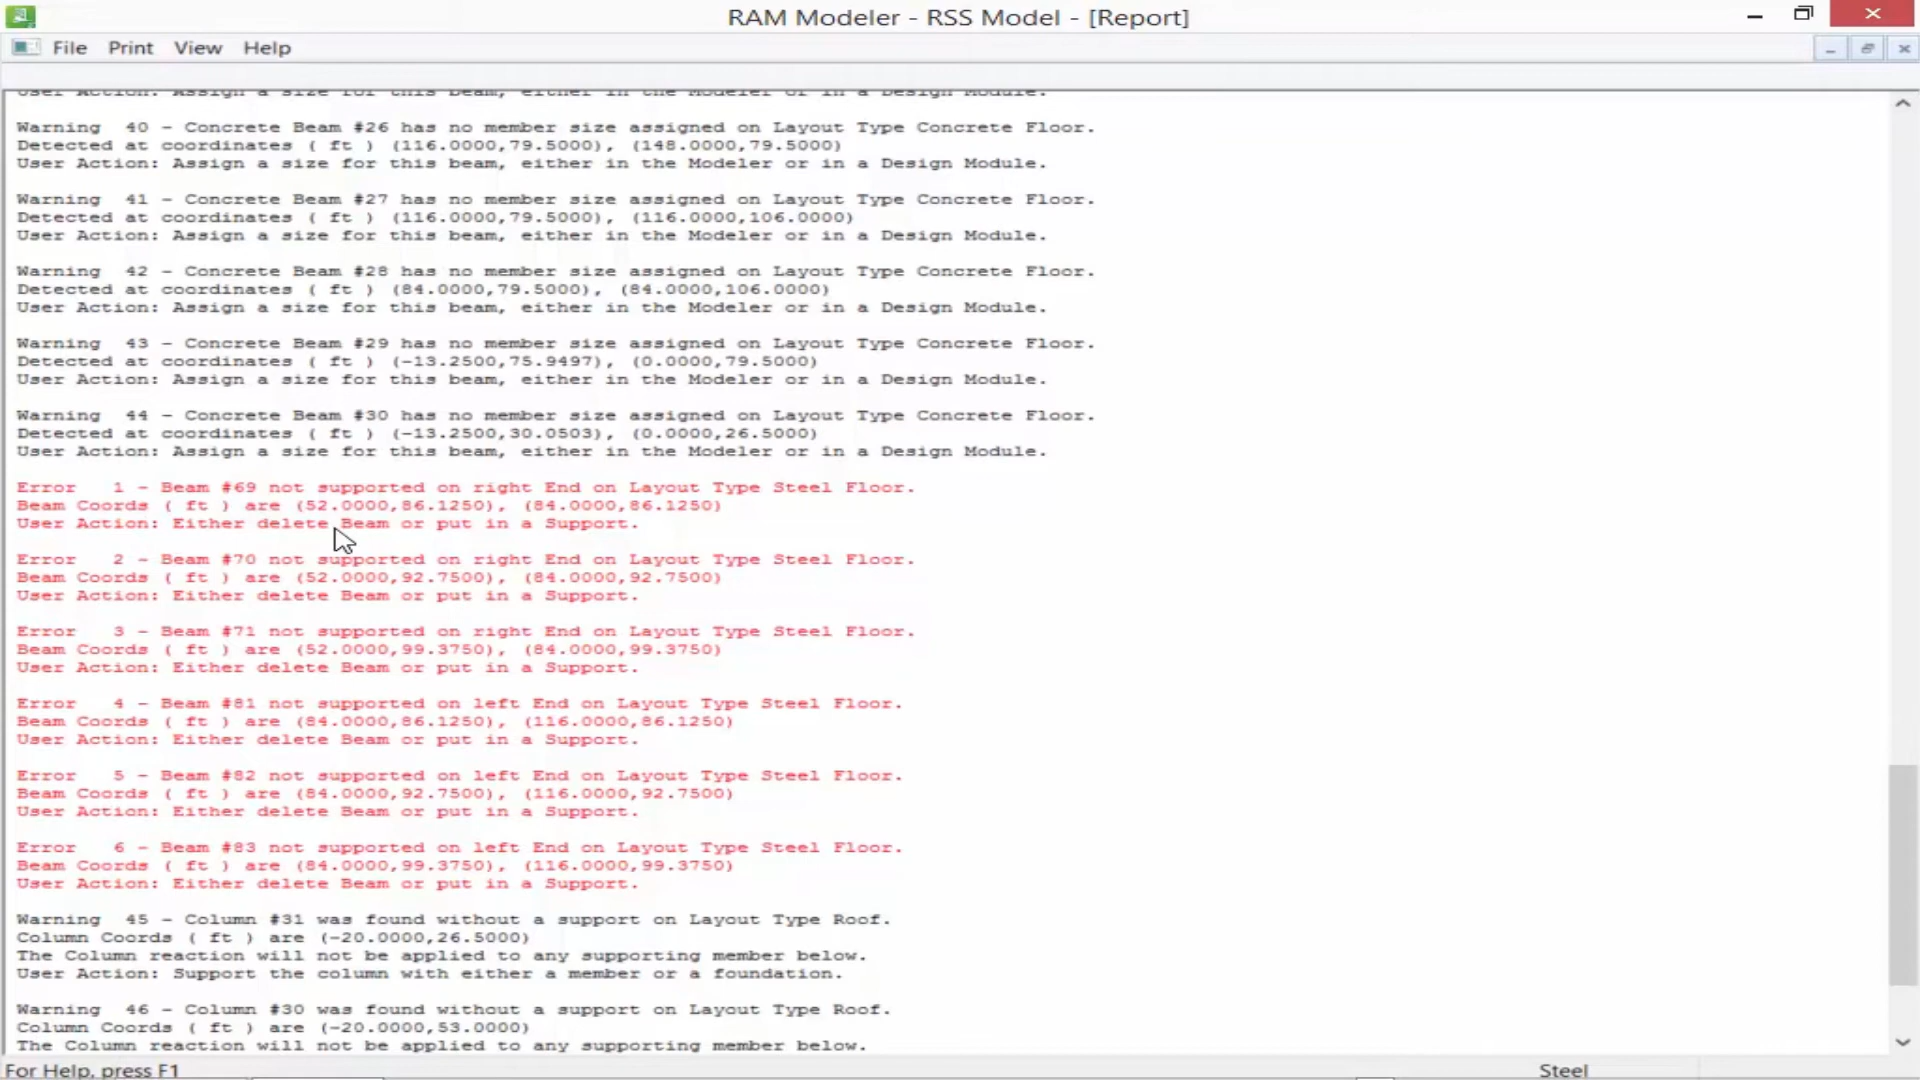 RAM Modeler - RSS Model - [Report]
File Print View Help
User Action: Assign a size for this beam, either in the Modeler or in a Design Module.
Warning 40 - Concrete Beam #26 has no member size assigned on Layout Type Concrete Floor.
Detected at coordinates ( ft ) (116.0000,79.5000), (148.0000,79.5000)
User Action: Assign a size for this beam, either in the Modeler or in a Design Module.
Warning 41 - Concrete Beam #27 has no member size assigned on Layout Type Concrete Floor.
Detected at coordinates ( ft ) (116.0000,79.5000), (116.0000,106.0000)
User Action: Assign a size for this beam, either in the Modeler or in a Design Module.
Warning 42 - Concrete Beam #28 has no member size assigned on Layout Type Concrete Floor.
Detected at coordinates ( ft ) (84.0000,79.5000), (84.0000,106.0000)
User Action: Assign a size for this beam, either in the Modeler or in a Design Module.
Warning 43 - Concrete Beam #29 has no member size assigned on Layout Type Concrete Floor.
Detected at coordinates ( ft ) (-13.2500,75.9497), (0.0000,79.5000)
User Action: Assign a size for this beam, either in the Modeler or in a Design Module.
Warning 44 - Concrete Beam #30 has no member size assigned on Layout Type Concrete Floor.
Detected at coordinates ( ft ) (-13.2500,30.0503), (0.0000,26.5000)
User Action: Assign a size for this beam, either in the Modeler or in a Design Module.
Error 1 - Beam #69 not supported on right End on Layout Type Steel Floor.
Beam Coords ( ft ) are (52.0000,86.1250), (84.0000,86.1250)
User Action: Either delete Beam or put in a Support.
Error 2 - Beam #70 not supported on right End on Layout Type Steel Floor.
Beam Coords ( ft ) are (52.0000,92.7500), (84.0000,92.7500)
User Action: Either delete Beam or put in a Support.
Error 3 - Beam #71 not supported on right End on Layout Type Steel Floor.
Beam Coords ( ft ) are (52.0000,99.3750), (84.0000,99.3750)
User Action: Either delete Beam or put in a Support.
Error 4 - Beam #81 not supported on left End on Layout Type Steel Floor.
Beam Coords ( ft ) are (84.0000,86.1250), (116.0000,86.1250)
User Action: Either delete Beam or put in a Support.
Error 5 - Beam #82 not supported on left End on Layout Type Steel Floor.
Beam Coords ( ft ) are (84.0000,92.7500), (116.0000,92.7500)
User Action: Either delete Beam or put in a Support.
Error 6 - Beam #83 not supported on left End on Layout Type Steel Floor.
Beam Coords ( ft ) are (84.0000,99.3750), (116.0000,99.3750)
User Action: Either delete Beam or put in a Support.
Warning 45 - Column #31 was found without a support on Layout Type Roof.
Column Coords ( ft ) are (-20.0000,26.5000)
The Column reaction will not be applied to any supporting member below.
User Action: Support the column with either a member or a foundation.
Warning 46 - Column #30 was found without a support on Layout Type Roof.
Column Coords ( ft ) are (-20.0000,53.0000)
The Column reaction will not be applied to any supporting member below.
For Help, press F1
Steel